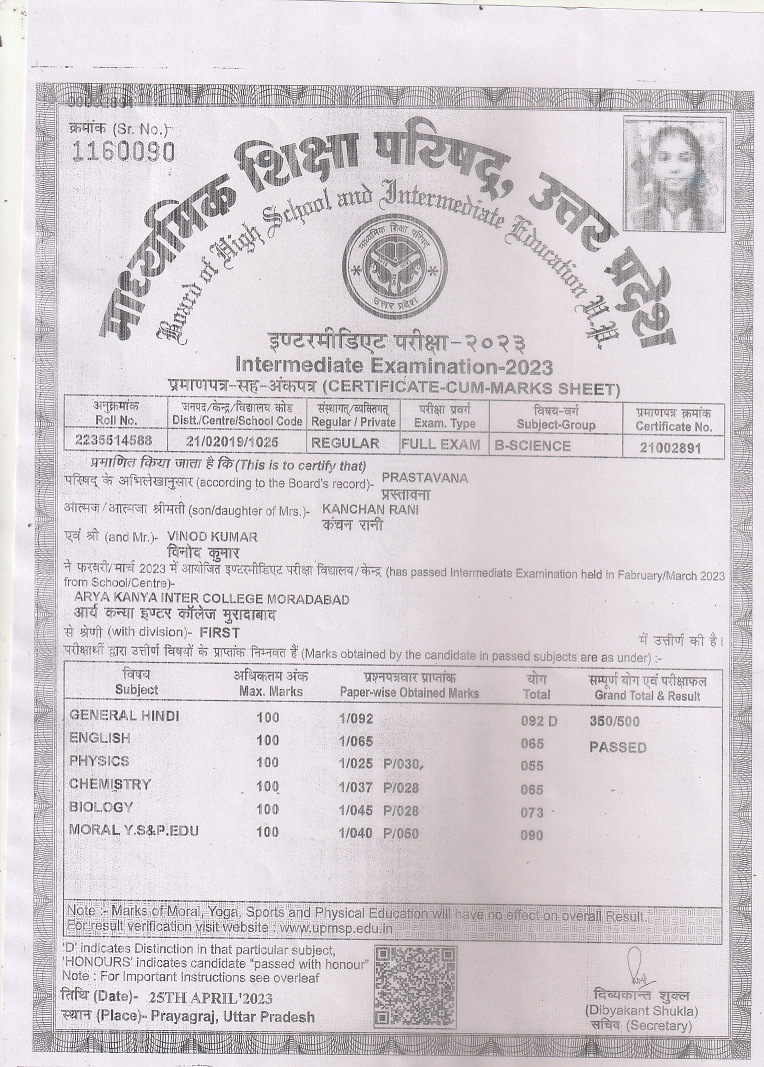 क्रमांक (Sr. No.)-
1160090
माध्यमिक शिक्षा परिषद्, उत्तर प्रदेश
Board of High School and Intermediate Education U.P.
माध्यमिक शिक्षा परिषद
उत्तर प्रदेश
इण्टरमीडिएट परीक्षा-२०२३
Intermediate Examination-2023
प्रमाणपत्र-सह-अंकपत्र (CERTIFICATE-CUM-MARKS SHEET)
अनुक्रमांक जनपद/केन्द्र/विद्यालय कोड संस्थागत/व्यक्तिगत परीक्षा प्रवर्ग विषय-वर्ग प्रमाणपत्र क्रमांक
Roll No. Distt./Centre/School Code Regular / Private Exam. Type Subject-Group Certificate No.
2235514588 21/02019/1025 REGULAR FULL EXAM B-SCIENCE 21002891
प्रमाणित किया जाता है कि (This is to certify that)
परिषद् के अभिलेखानुसार (according to the Board's record)- PRASTAVANA
प्रस्तावना
आत्मज/आत्मजा श्रीमती (son/daughter of Mrs.)- KANCHAN RANI
कंचन रानी
एवं श्री (and Mr.)- VINOD KUMAR
विनोद कुमार
ने फरवरी/मार्च 2023 में आयोजित इण्टरमीडिएट परीक्षा विद्यालय/केन्द्र (has passed Intermediate Examination held in Fabruary/March 2023
from School/Centre)-
ARYA KANYA INTER COLLEGE MORADABAD
आर्य कन्या इण्टर कॉलेज मुरादाबाद
से श्रेणी (with division)- FIRST में उत्तीर्ण की है।
परीक्षार्थी द्वारा उत्तीर्ण विषयों के प्राप्तांक निम्नवत हैं (Marks obtained by the candidate in passed subjects are as under) :-
विषय अधिकतम अंक प्रश्नपत्रवार प्राप्तांक योग सम्पूर्ण योग एवं परीक्षाफल
Subject Max. Marks Paper-wise Obtained Marks Total Grand Total & Result
GENERAL HINDI 100 1/092 092 D 350/500
ENGLISH 100 1/065 065 PASSED
PHYSICS 100 1/025 P/030, 055
CHEMISTRY 100 1/037 P/028 065
BIOLOGY 100 1/045 P/028 073
MORAL Y.S&P.EDU 100 1/040 P/050 090
Note :- Marks of Moral, Yoga, Sports and Physical Education will have no effect on overall Result.
For result verification visit website : www.upmsp.edu.in
'D' indicates Distinction in that particular subject,
'HONOURS' indicates candidate "passed with honour"
Note : For Important Instructions see overleaf
तिथि (Date)- 25TH APRIL'2023
स्थान (Place)- Prayagraj, Uttar Pradesh
दिव्यकान्त शुक्ल
(Dibyakant Shukla)
सचिव (Secretary)